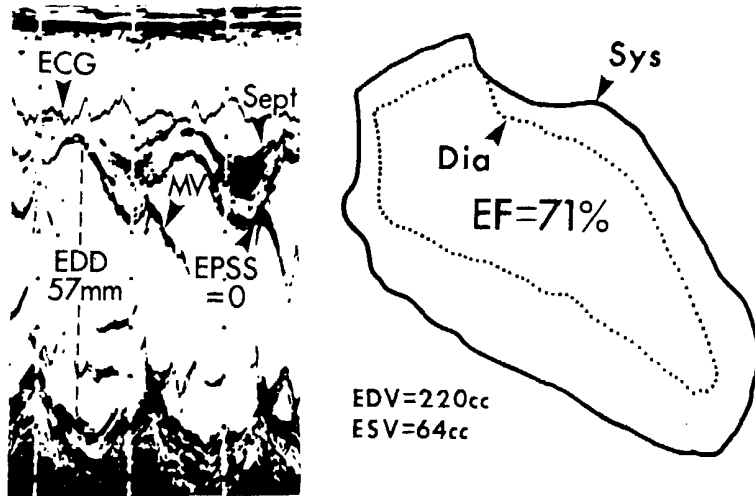 ECG
Sept
MV
EDD
57mm
EPSS
=0
Sys
Dia
EF=71%
EDV=220cc
ESV=64cc